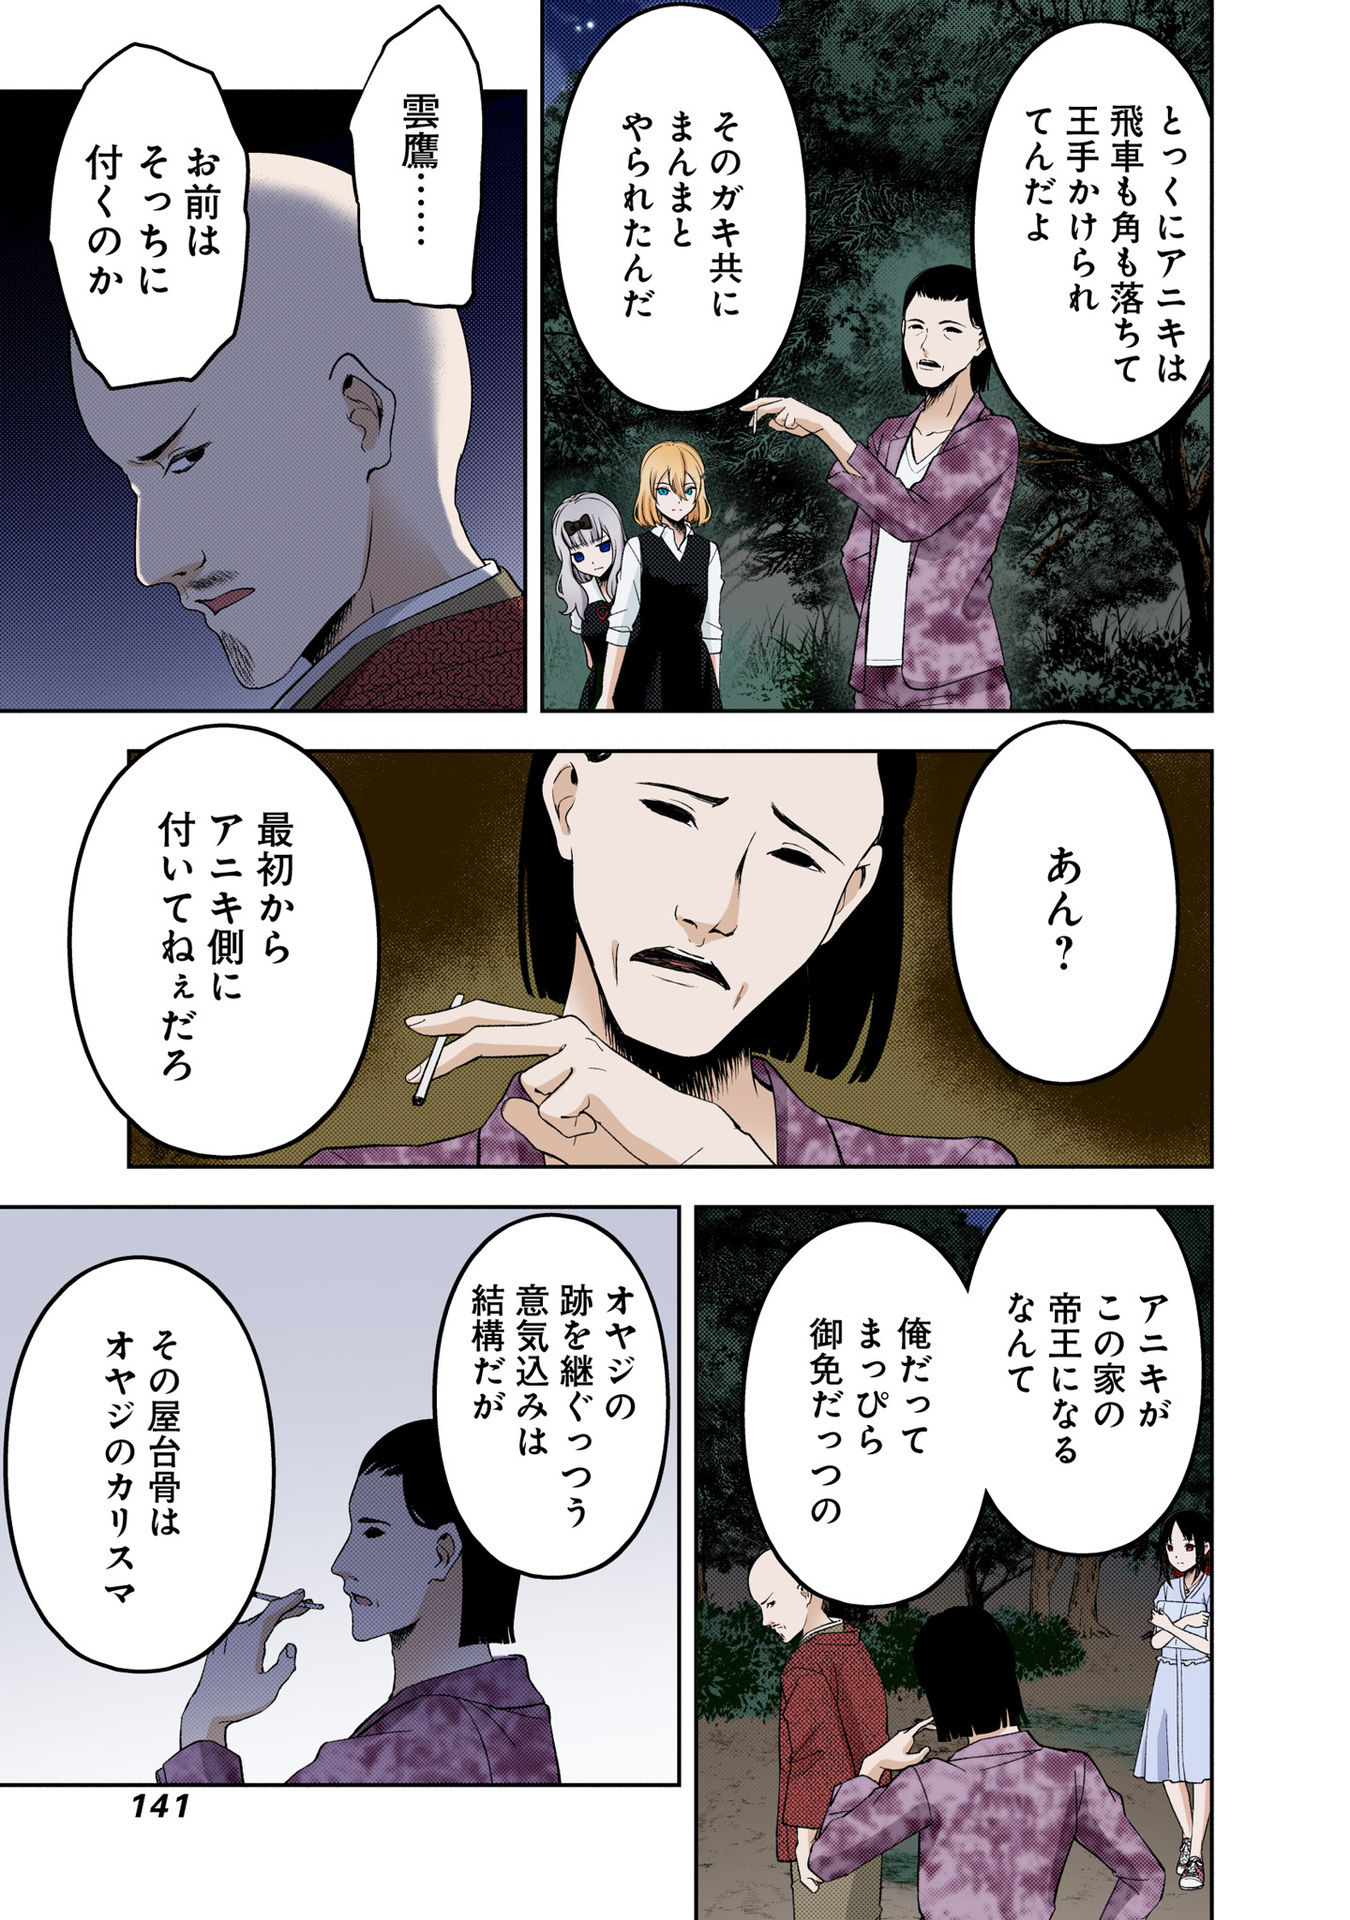 とっくにアニキは
飛車も角も落ちて
王手かけられ
てんだよ
そのガキ共に
まんまと
やられたんだ
雲鷹……
お前は
そっちに
付くのか
あん?
最初から
アニキ側に
付いてねぇだろ
アニキが
この家の
帝王になる
なんて
俺だって
まっぴら
御免だっつの
オヤジの
跡を継ぐっつう
意気込みは
結構だが
その屋台骨は
オヤジのカリスマ
141